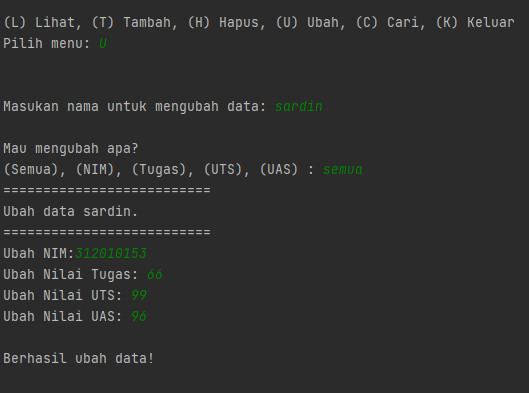 (L) Lihat, (T) Tambah, (H) Hapus, (U) Ubah, (C) Cari, (K) Keluar
Pilih menu: U
Masukan nama untuk mengubah data: sardin
Mau mengubah apa?
(Semua), (NIM), (Tugas), (UTS), (UAS) : semua
==========================
Ubah data sardin.
==========================
Ubah NIM:312010153
Ubah Nilai Tugas: 66
Ubah Nilai UTS: 99
Ubah Nilai UAS: 96
Berhasil ubah data!